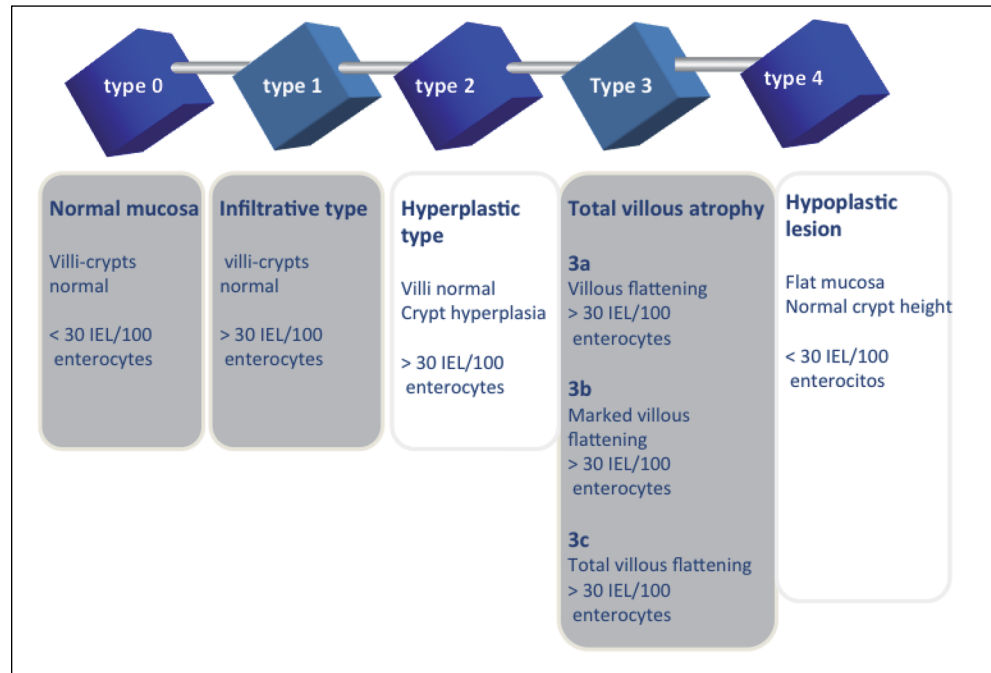 type 0
type 1
type 2
Type 3
type 4
Normal mucosa
Villi-crypts
normal
< 30 IEL/100
enterocytes
Infiltrative type
villi-crypts
normal
> 30 IEL/100
enterocytes
Hyperplastic
type
Villi normal
Crypt hyperplasia
> 30 IEL/100
enterocytes
Total villous atrophy
3a
Villous flattening
> 30 IEL/100
enterocytes
3b
Marked villous
flattening
> 30 IEL/100
enterocytes
3c
Total villous flattening
> 30 IEL/100
enterocytes
Hypoplastic
lesion
Flat mucosa
Normal crypt height
< 30 IEL/100
enterocitos